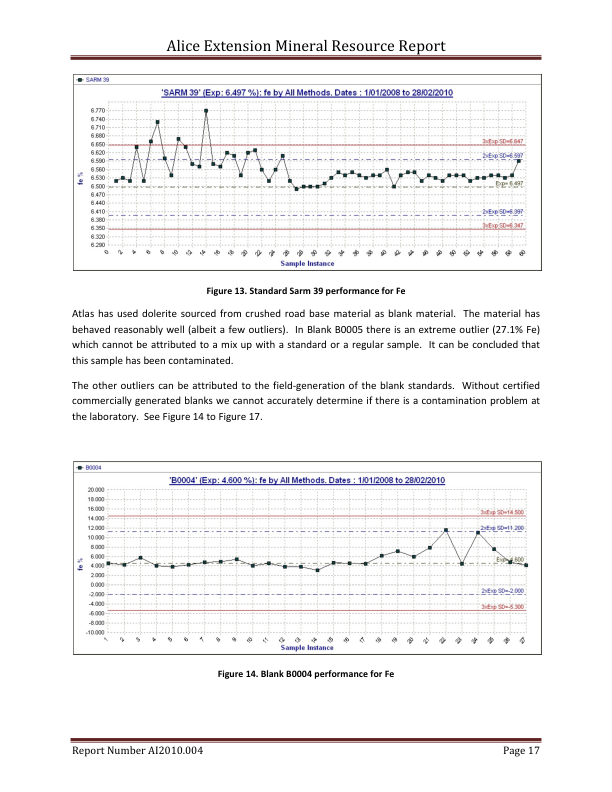 Alice Extension Mineral Resource Report
SARM 39
'SARM 39' (Exp: 6.497 %): fe by All Methods. Dates : 1/01/2008 to 28/02/2010
6.770
6.740
6.710
6.680
6.650
6.620
6.590
6.560
6.530
6.500
6.470
6.440
6.410
6.380
6.350
6.320
6.290
fe %
3xExp SD=6.647
2xExp SD=6.597
Exp= 6.497
2xExp SD=6.397
3xExp SD=6.347
0 2 4 6 8 10 12 14 16 18 20 22 24 26 28 30 32 34 36 38 40 42 44 46 48 50 52 54 56 58 60
Sample Instance
Figure 13. Standard Sarm 39 performance for Fe
Atlas has used dolerite sourced from crushed road base material as blank material. The material has
behaved reasonably well (albeit a few outliers). In Blank B0005 there is an extreme outlier (27.1% Fe)
which cannot be attributed to a mix up with a standard or a regular sample. It can be concluded that
this sample has been contaminated.
The other outliers can be attributed to the field-generation of the blank standards. Without certified
commercially generated blanks we cannot accurately determine if there is a contamination problem at
the laboratory. See Figure 14 to Figure 17.
B0004
'B0004' (Exp: 4.600 %): fe by All Methods. Dates : 1/01/2008 to 28/02/2010
20.000
18.000
16.000
14.000
12.000
10.000
8.000
6.000
4.000
2.000
0.000
-2.000
-4.000
-6.000
-8.000
-10.000
fe %
3xExp SD=14.500
2xExp SD=11.200
Exp= 4.600
2xExp SD=-2.000
3xExp SD=-5.300
1 2 3 4 5 6 7 8 9 10 11 12 13 14 15 16 17 18 19 20 21 22 23 24 25 26 27
Sample Instance
Figure 14. Blank B0004 performance for Fe
Report Number AI2010.004
Page 17